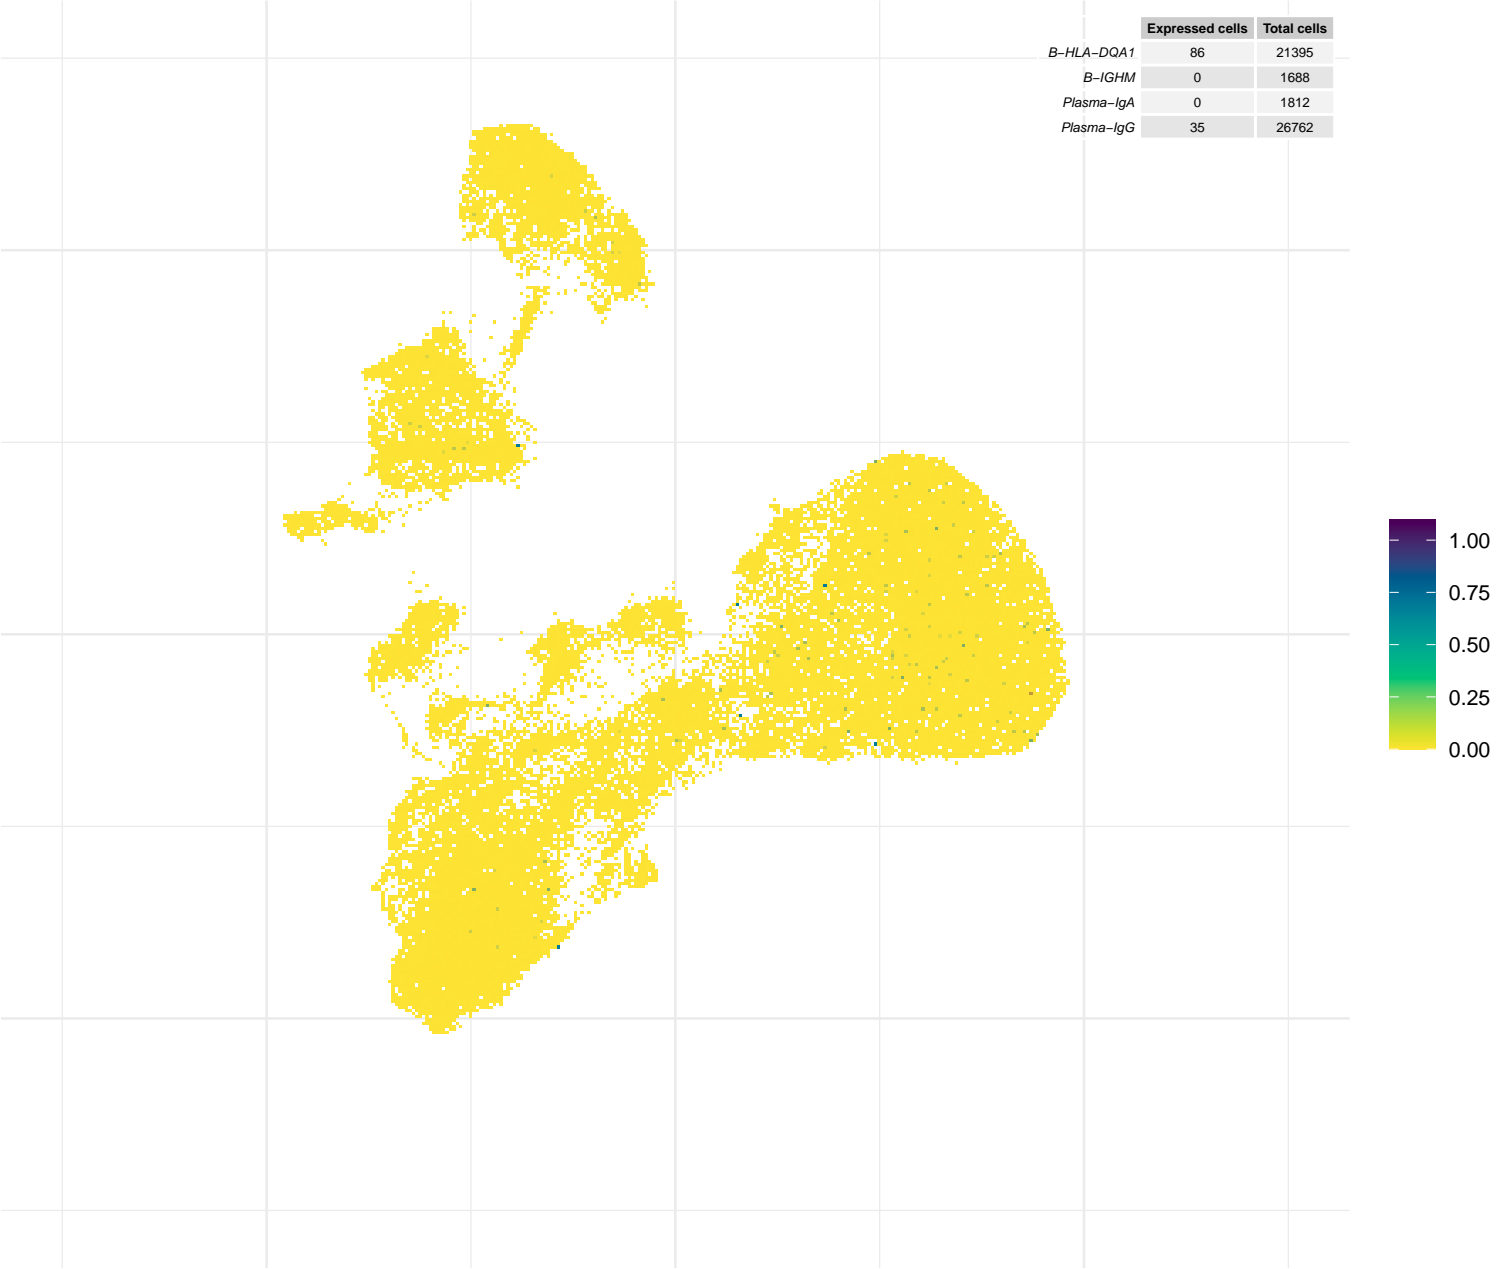 Expressed cells Total cells
B−HLA−DQA1 86 21395
B−IGHM 0 1688
Plasma−IgA 0 1812
Plasma−IgG 35 26762
1.00
0.75
0.50
0.25
0.00